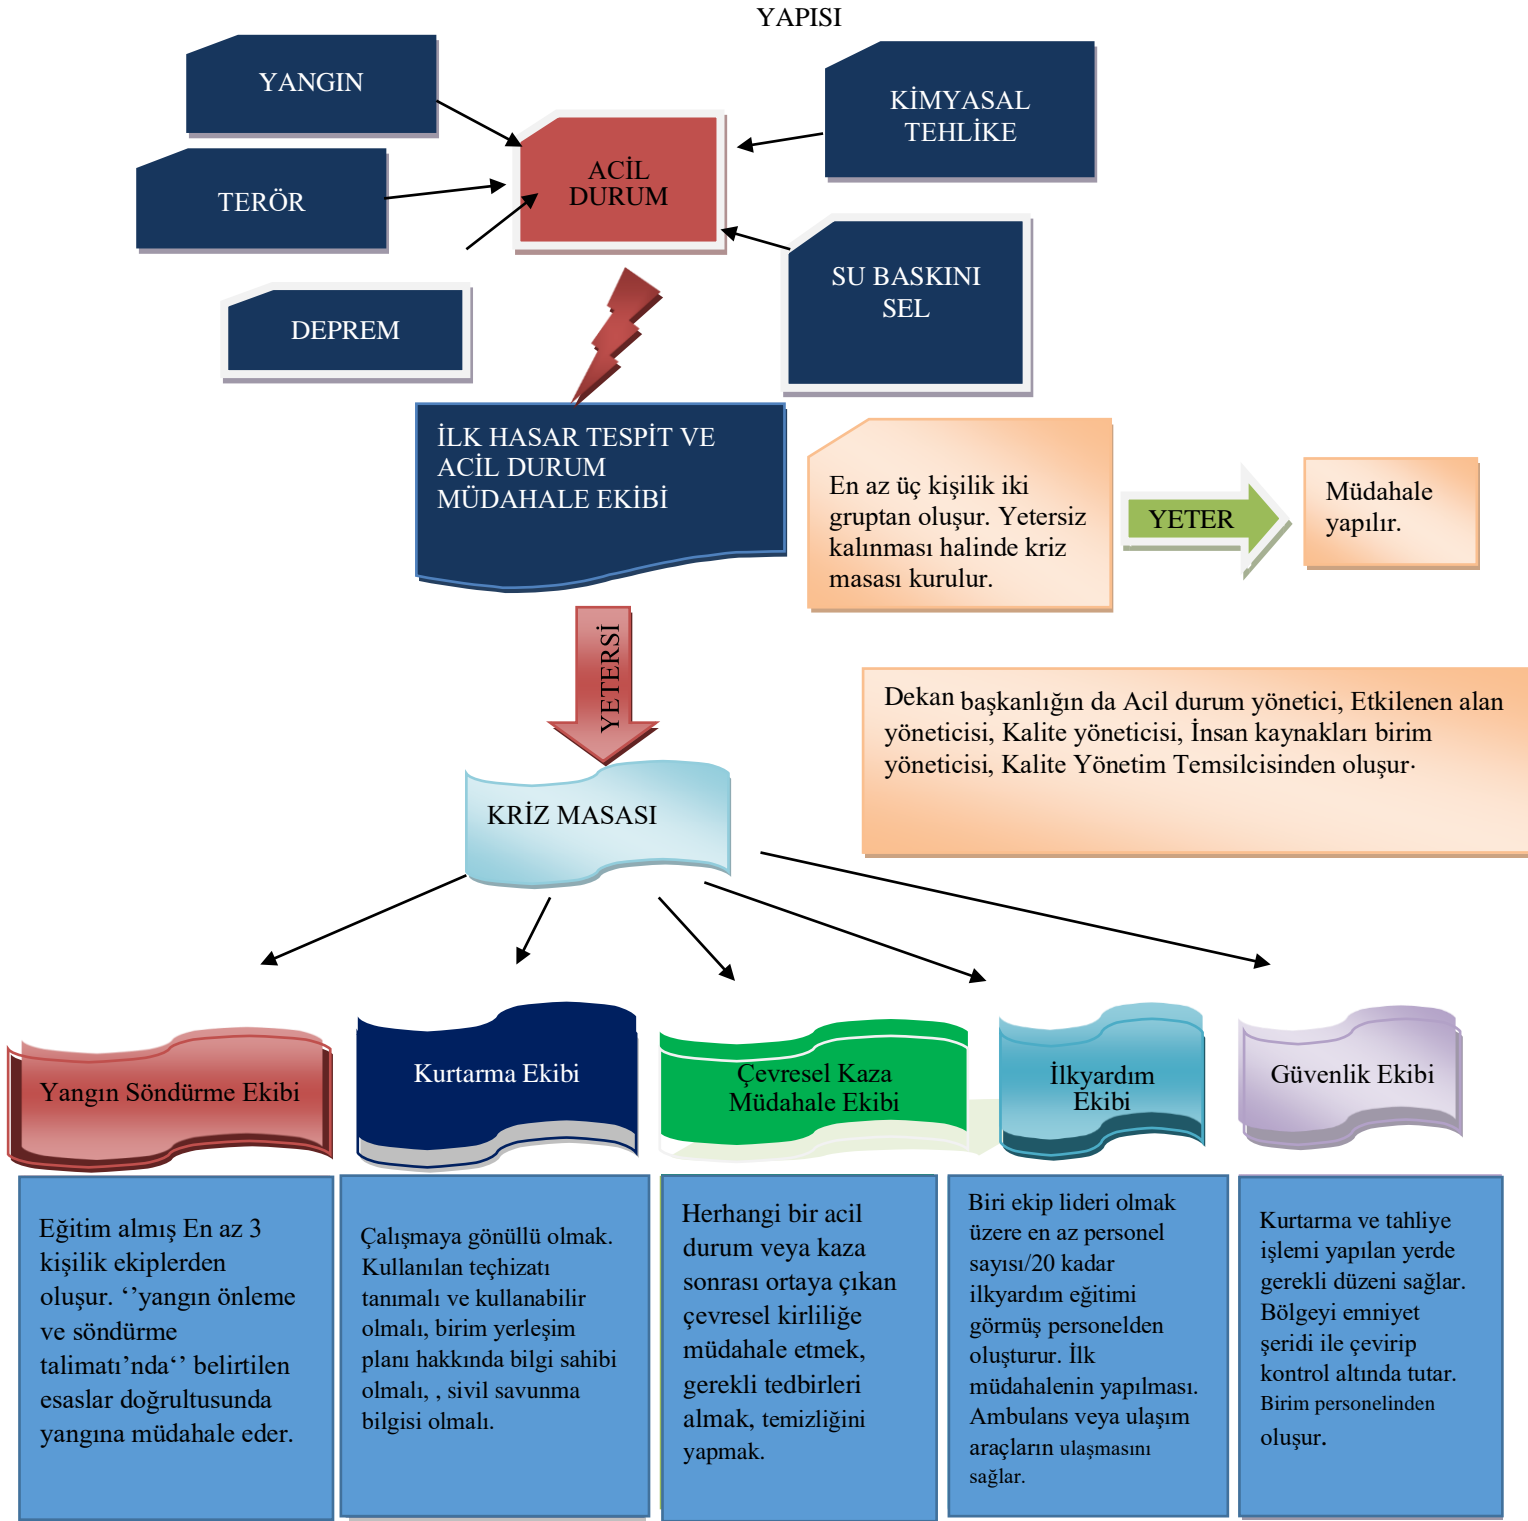 YAPISI
YANGIN
KİMYASAL
TEHLİKE
TERÖR
ACİL
DURUM
SU BASKINI
SEL
DEPREM
İLK HASAR TESPİT VE
ACİL DURUM
MÜDAHALE EKİBİ
En az üç kişilik iki
gruptan oluşur. Yetersiz
kalınması halinde kriz
masası kurulur.
YETER
Müdahale
yapılır.
YETERSİ
Dekan başkanlığın da Acil durum yönetici, Etkilenen alan
yöneticisi, Kalite yöneticisi, İnsan kaynakları birim
yöneticisi, Kalite Yönetim Temsilcisinden oluşur.
KRİZ MASASI
Yangın Söndürme Ekibi
Kurtarma Ekibi
Çevresel Kaza
Müdahale Ekibi
İlkyardım
Ekibi
Güvenlik Ekibi
Eğitim almış En az 3
kişilik ekiplerden
oluşur. ‘’yangın önleme
ve söndürme
talimatı’nda‘’ belirtilen
esaslar doğrultusunda
yangına müdahale eder.
Çalışmaya gönüllü olmak.
Kullanılan teçhizatı
tanımalı ve kullanabilir
olmalı, birim yerleşim
planı hakkında bilgi sahibi
olmalı, , sivil savunma
bilgisi olmalı.
Herhangi bir acil
durum veya kaza
sonrası ortaya çıkan
çevresel kirliliğe
müdahale etmek,
gerekli tedbirleri
almak, temizliğini
yapmak.
Biri ekip lideri olmak
üzere en az personel
sayısı/20 kadar
ilkyardım eğitimi
görmüş personelden
oluşturur. İlk
müdahalenin yapılması.
Ambulans veya ulaşım
araçların ulaşmasını
sağlar.
Kurtarma ve tahliye
işlemi yapılan yerde
gerekli düzeni sağlar.
Bölgeyi emniyet
şeridi ile çevirip
kontrol altında tutar.
Birim personelinden
oluşur.